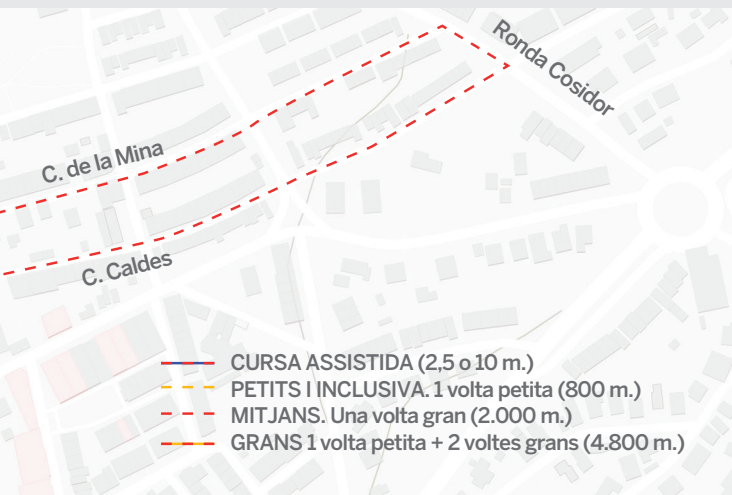 Ronda Cosidor
C. de la Mina
C. Caldes
CURSA ASSISTIDA (2,5 o 10 m.)
PETITS I INCLUSIVA. 1 volta petita (800 m.)
MITJANS. Una volta gran (2.000 m.)
GRANS 1 volta petita + 2 voltes grans (4.800 m.)